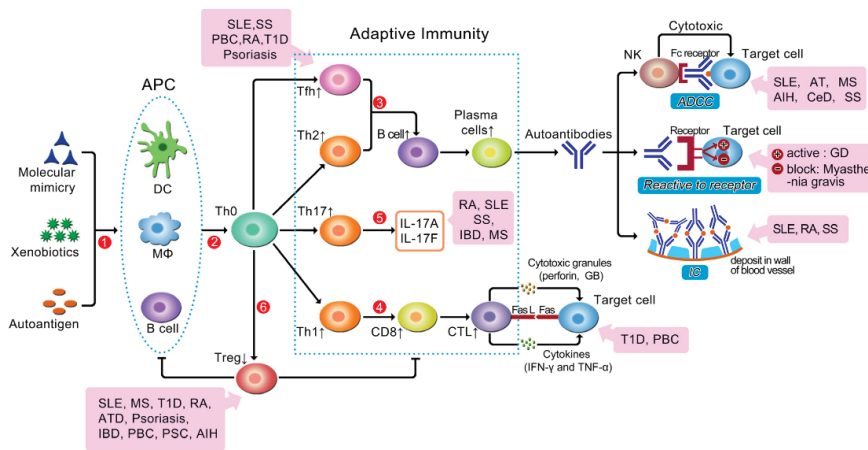 SLE,SS
PBC,RA,T1D
Psoriasis
Adaptive Immunity
APC
Molecular
mimicry
Xenobiotics
Autoantigen
1
DC
MΦ
B cell
2
Th0
Tfh↑
Th2↑
3
B cell↑
Plasma
cells↑
Autoantibodies
Th17↑
5
IL-17A
IL-17F
RA, SLE
SS,
IBD, MS
6
Th1↑
4
CD8↑
CTL↑
Cytotoxic granules
(perforin, GB)
Fas L
Fas
Target cell
Cytokines
(IFN-γ and TNF-α)
T1D, PBC
Treg↓
SLE, MS, T1D, RA,
ATD, Psoriasis,
IBD, PBC, PSC, AIH
Cytotoxic
NK
Fc receptor
Target cell
ADCC
SLE, AT, MS
AIH, CeD, SS
Receptor
Target cell
+
−
Reactive to receptor
+ active : GD
− block: Myasthe
-nia gravis
IC
deposit in wall
of blood vessel
SLE, RA, SS